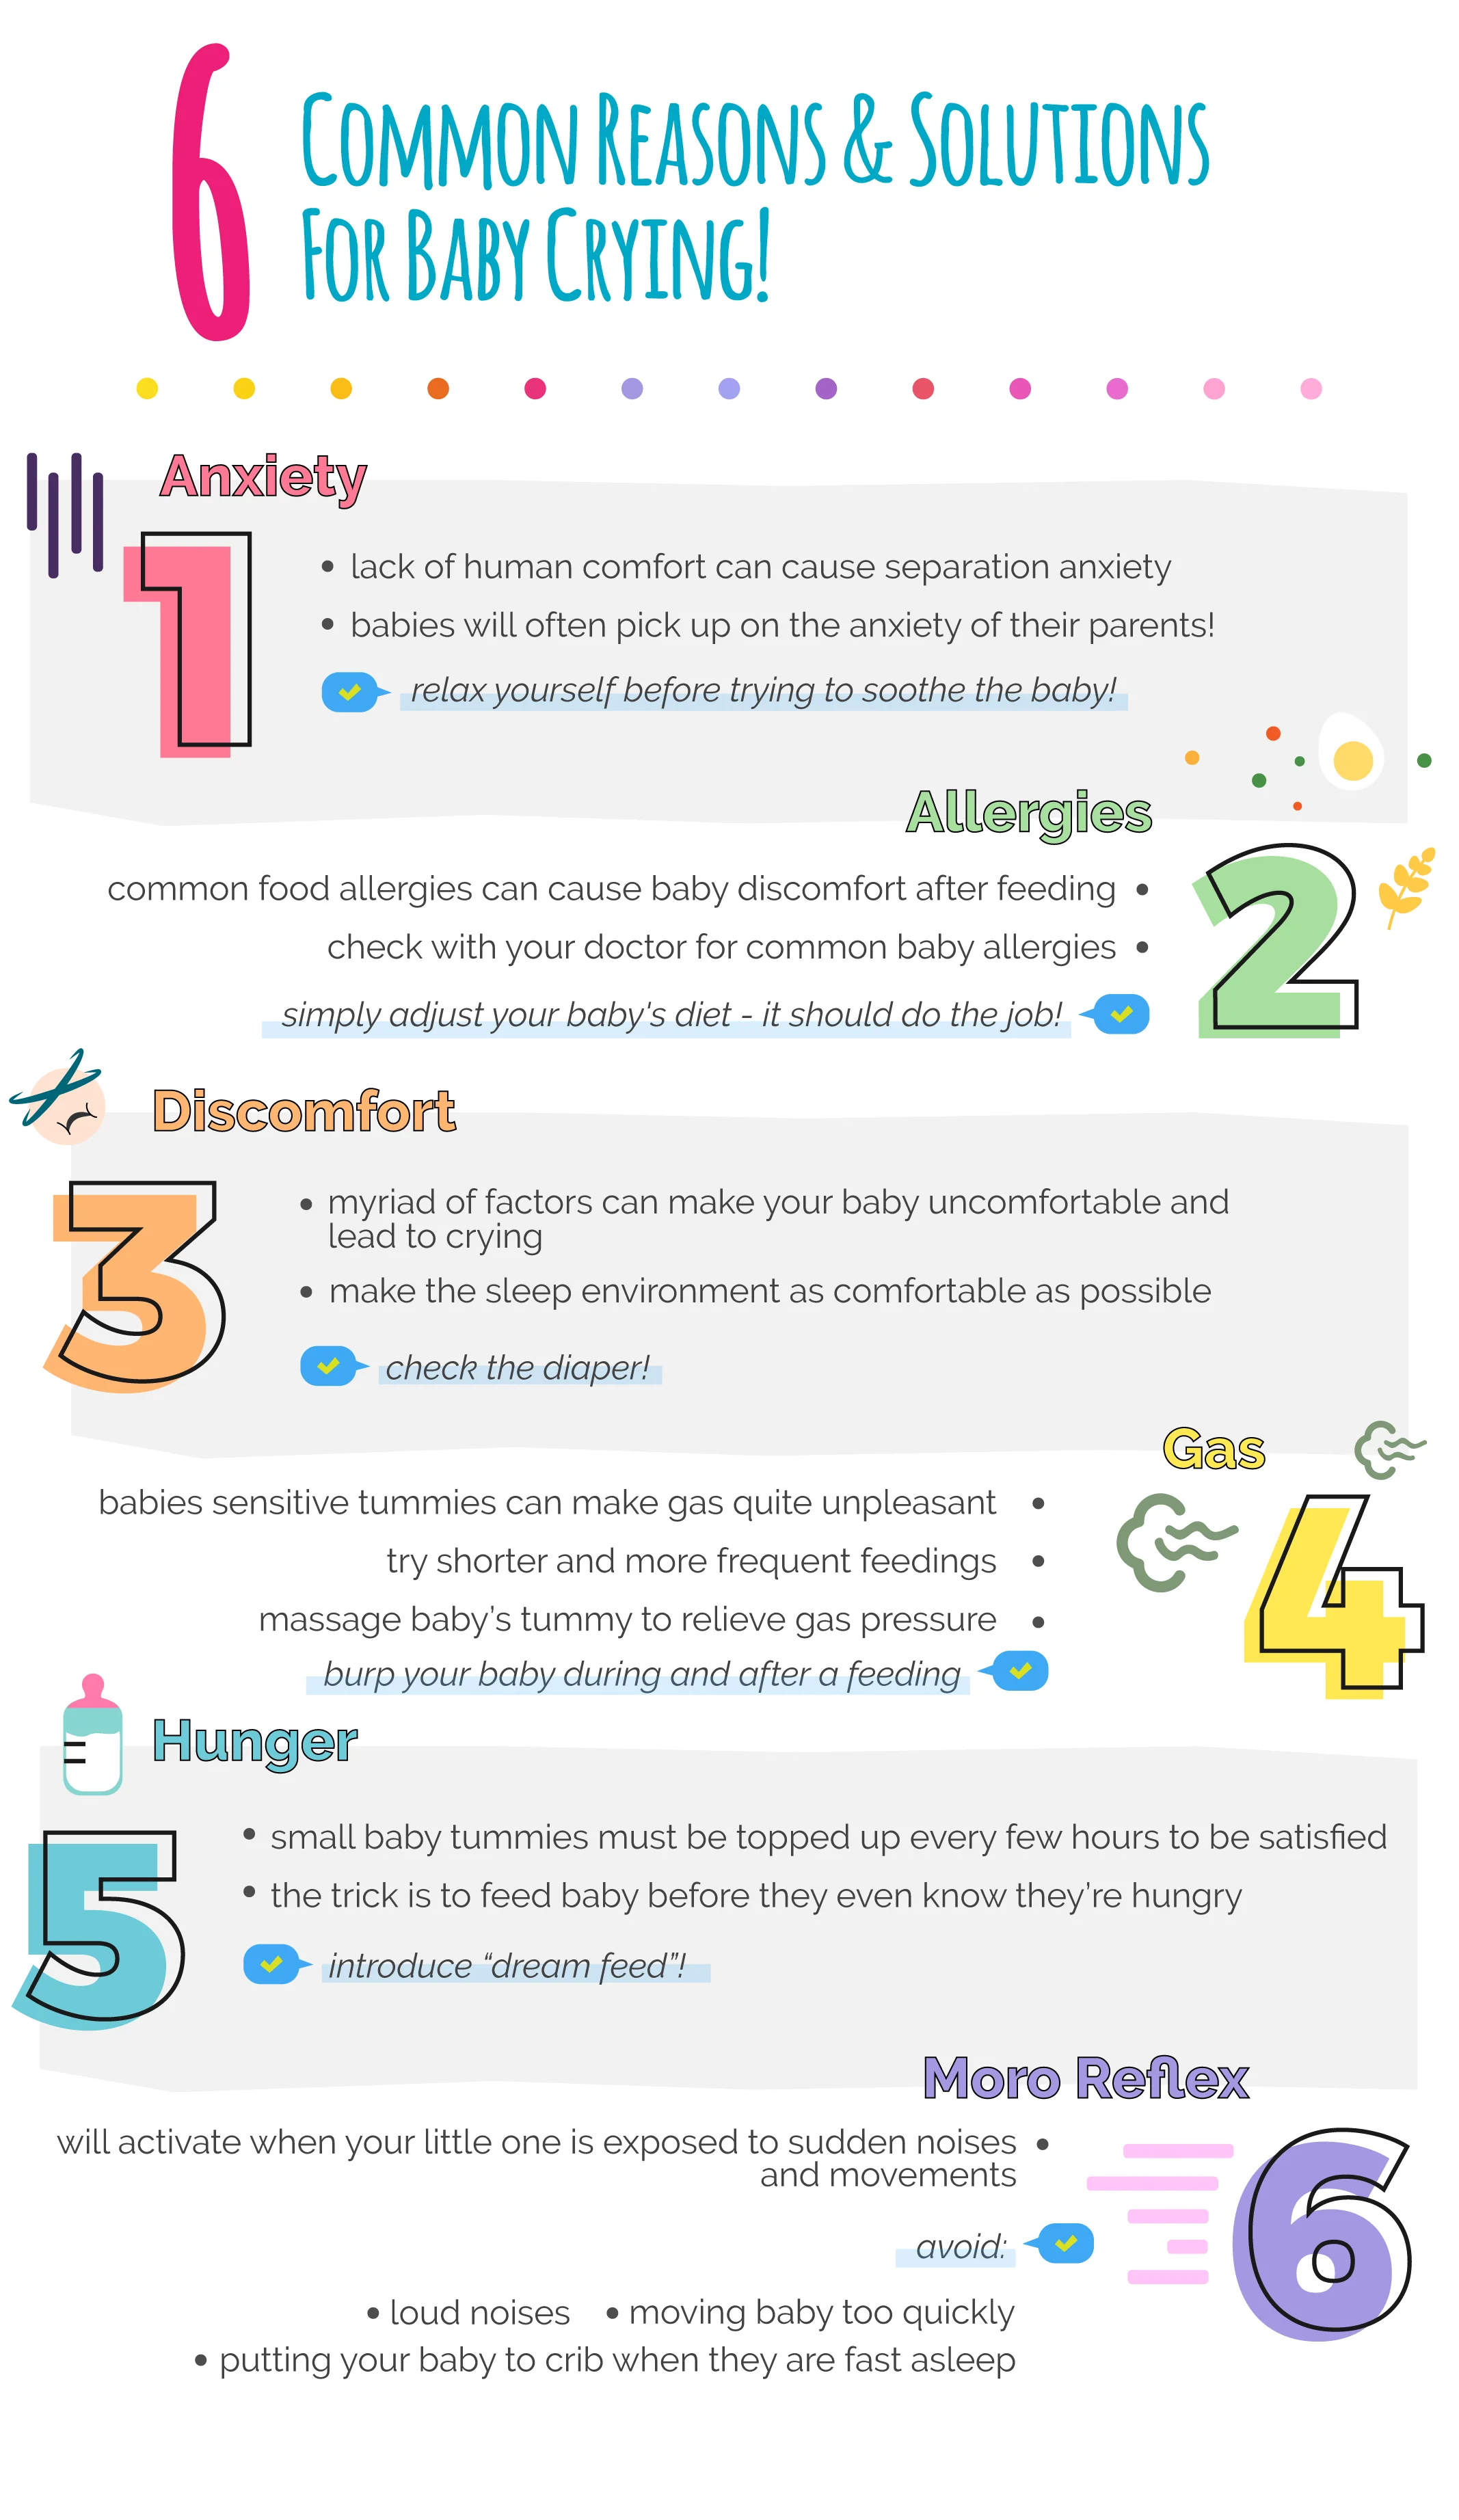 6
Common Reasons & Solutions
For Baby Crying!
Anxiety
1
• lack of human comfort can cause separation anxiety
• babies will often pick up on the anxiety of their parents!
relax yourself before trying to soothe the baby!
Allergies
2
common food allergies can cause baby discomfort after feeding •
check with your doctor for common baby allergies •
simply adjust your baby's diet - it should do the job!
Discomfort
3
• myriad of factors can make your baby uncomfortable and
lead to crying
• make the sleep environment as comfortable as possible
check the diaper!
Gas
4
babies sensitive tummies can make gas quite unpleasant •
try shorter and more frequent feedings •
massage baby’s tummy to relieve gas pressure •
burp your baby during and after a feeding
Hunger
5
• small baby tummies must be topped up every few hours to be satisfied
• the trick is to feed baby before they even know they’re hungry
introduce “dream feed”!
Moro Reflex
6
will activate when your little one is exposed to sudden noises •
and movements
avoid:
• loud noises • moving baby too quickly
• putting your baby to crib when they are fast asleep